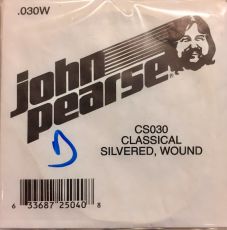 .030W
john
pearse
D
CS030
CLASSICAL
SILVERED, WOUND
6 33687 25040 8